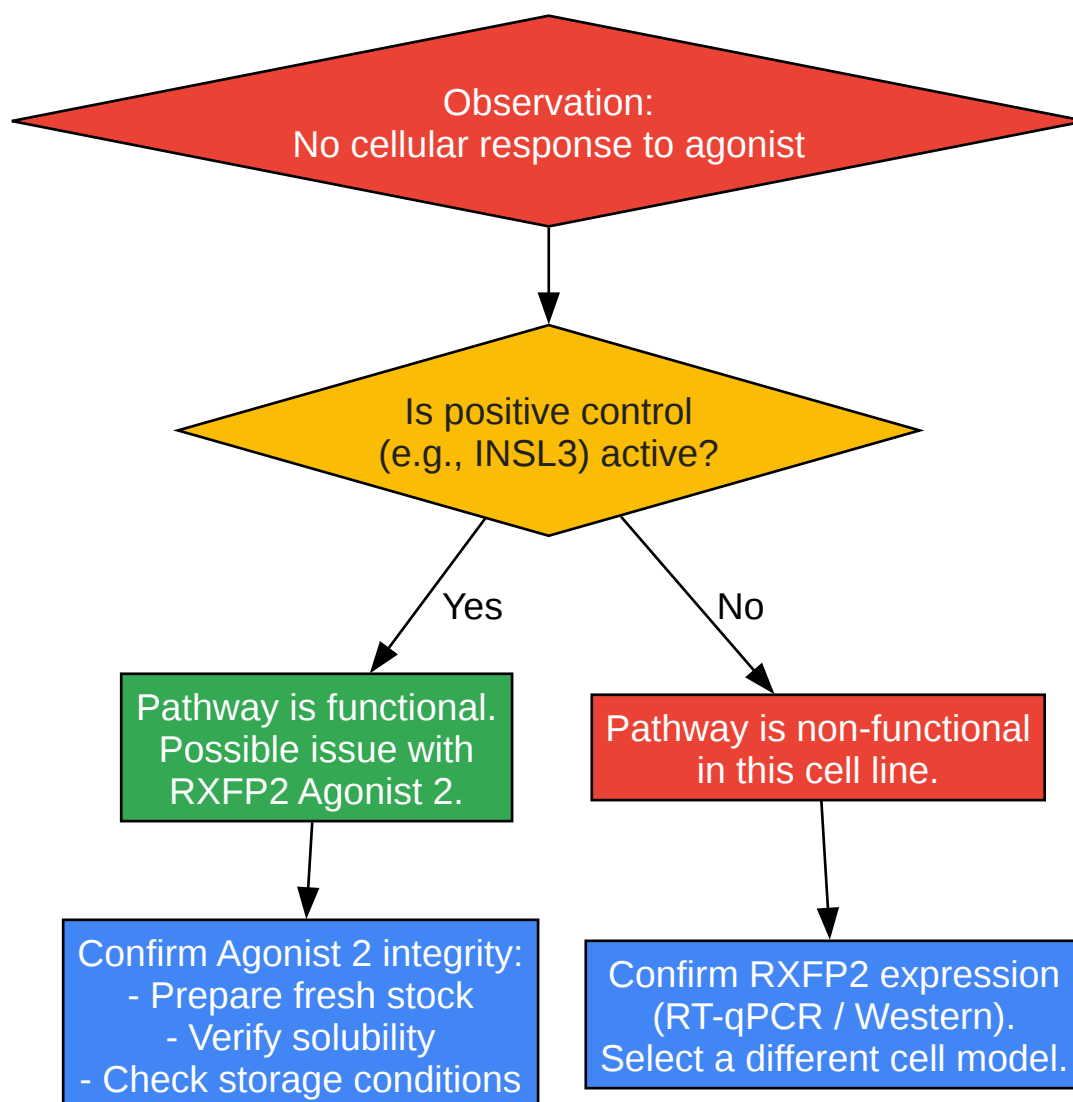 Observation:
No cellular response to agonist
Is positive control
(e.g., INSL3) active?
Yes
No
Pathway is functional.
Possible issue with
RXFP2 Agonist 2.
Pathway is non-functional
in this cell line.
Confirm Agonist 2 integrity:
- Prepare fresh stock
- Verify solubility
- Check storage conditions
Confirm RXFP2 expression
(RT-qPCR / Western).
Select a different cell model.